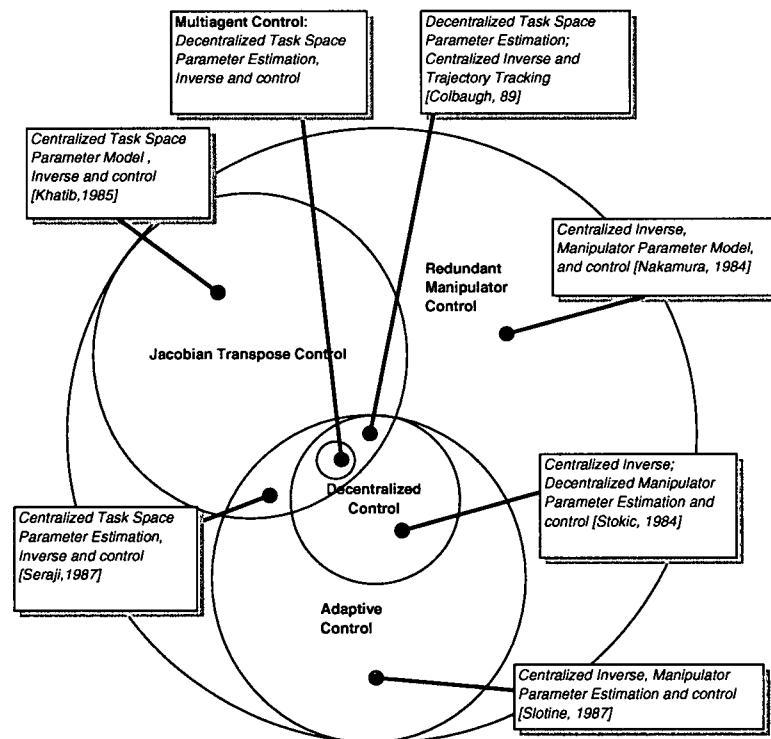 Multiagent Control:
Decentralized Task Space
Parameter Estimation,
Inverse and control
Decentralized Task Space
Parameter Estimation;
Centralized Inverse and
Trajectory Tracking
[Colbaugh, 89]
Centralized Task Space
Parameter Model ,
Inverse and control
[Khatib,1985]
Centralized Inverse,
Manipulator Parameter Model,
and control [Nakamura, 1984]
Redundant
Manipulator
Control
Jacobian Transpose Control
Centralized Inverse;
Decentralized Manipulator
Parameter Estimation and
control [Stokic, 1984]
Decentralized
Control
Centralized Task Space
Parameter Estimation,
Inverse and control
[Seraji,1987]
Adaptive
Control
Centralized Inverse, Manipulator
Parameter Estimation and control
[Slotine, 1987]